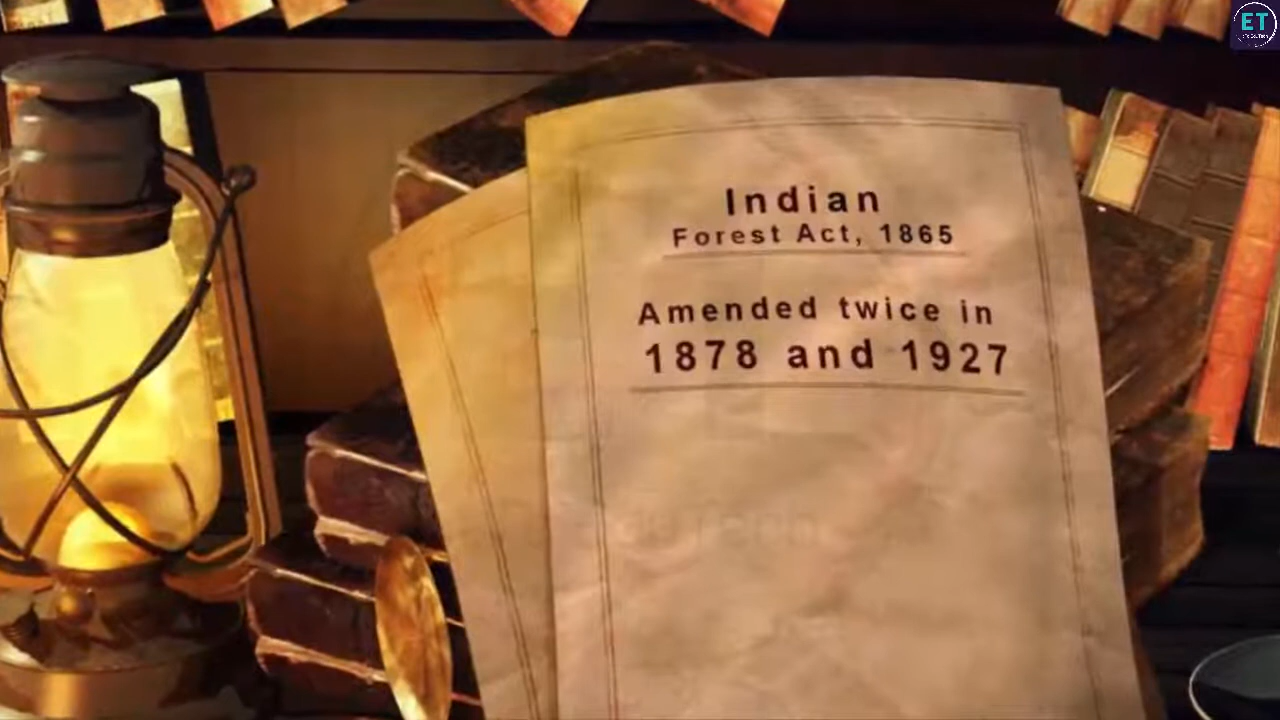 ET
Indian
Forest Act, 1865
Amended twice in
1878 and 1927